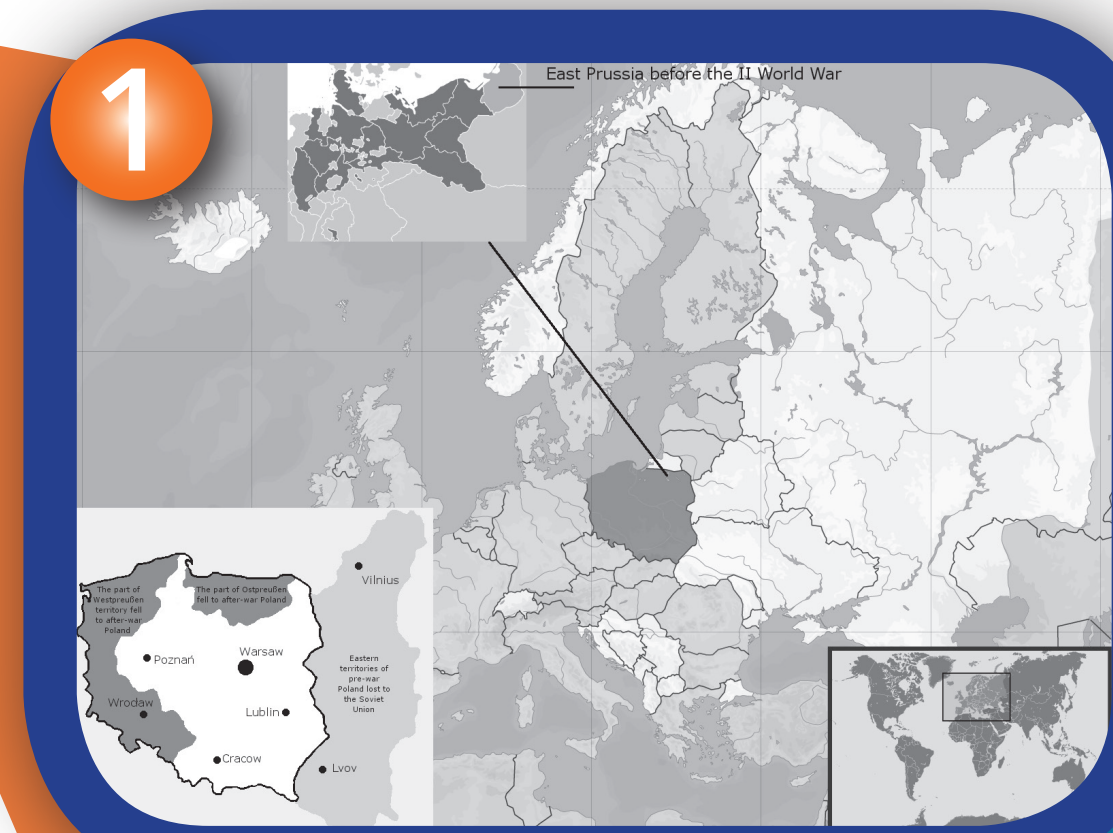 1
East Prussia before the II World War
The part of
Westpreußen
territory fell
to after-war
Poland
The part of Ostpreußen
fell to after-war Poland
Vilnius
Poznań
Warsaw
Eastern
territories of
pre-war
Poland lost to
the Soviet
Union
Wrocław
Lublin
Cracow
Lvov